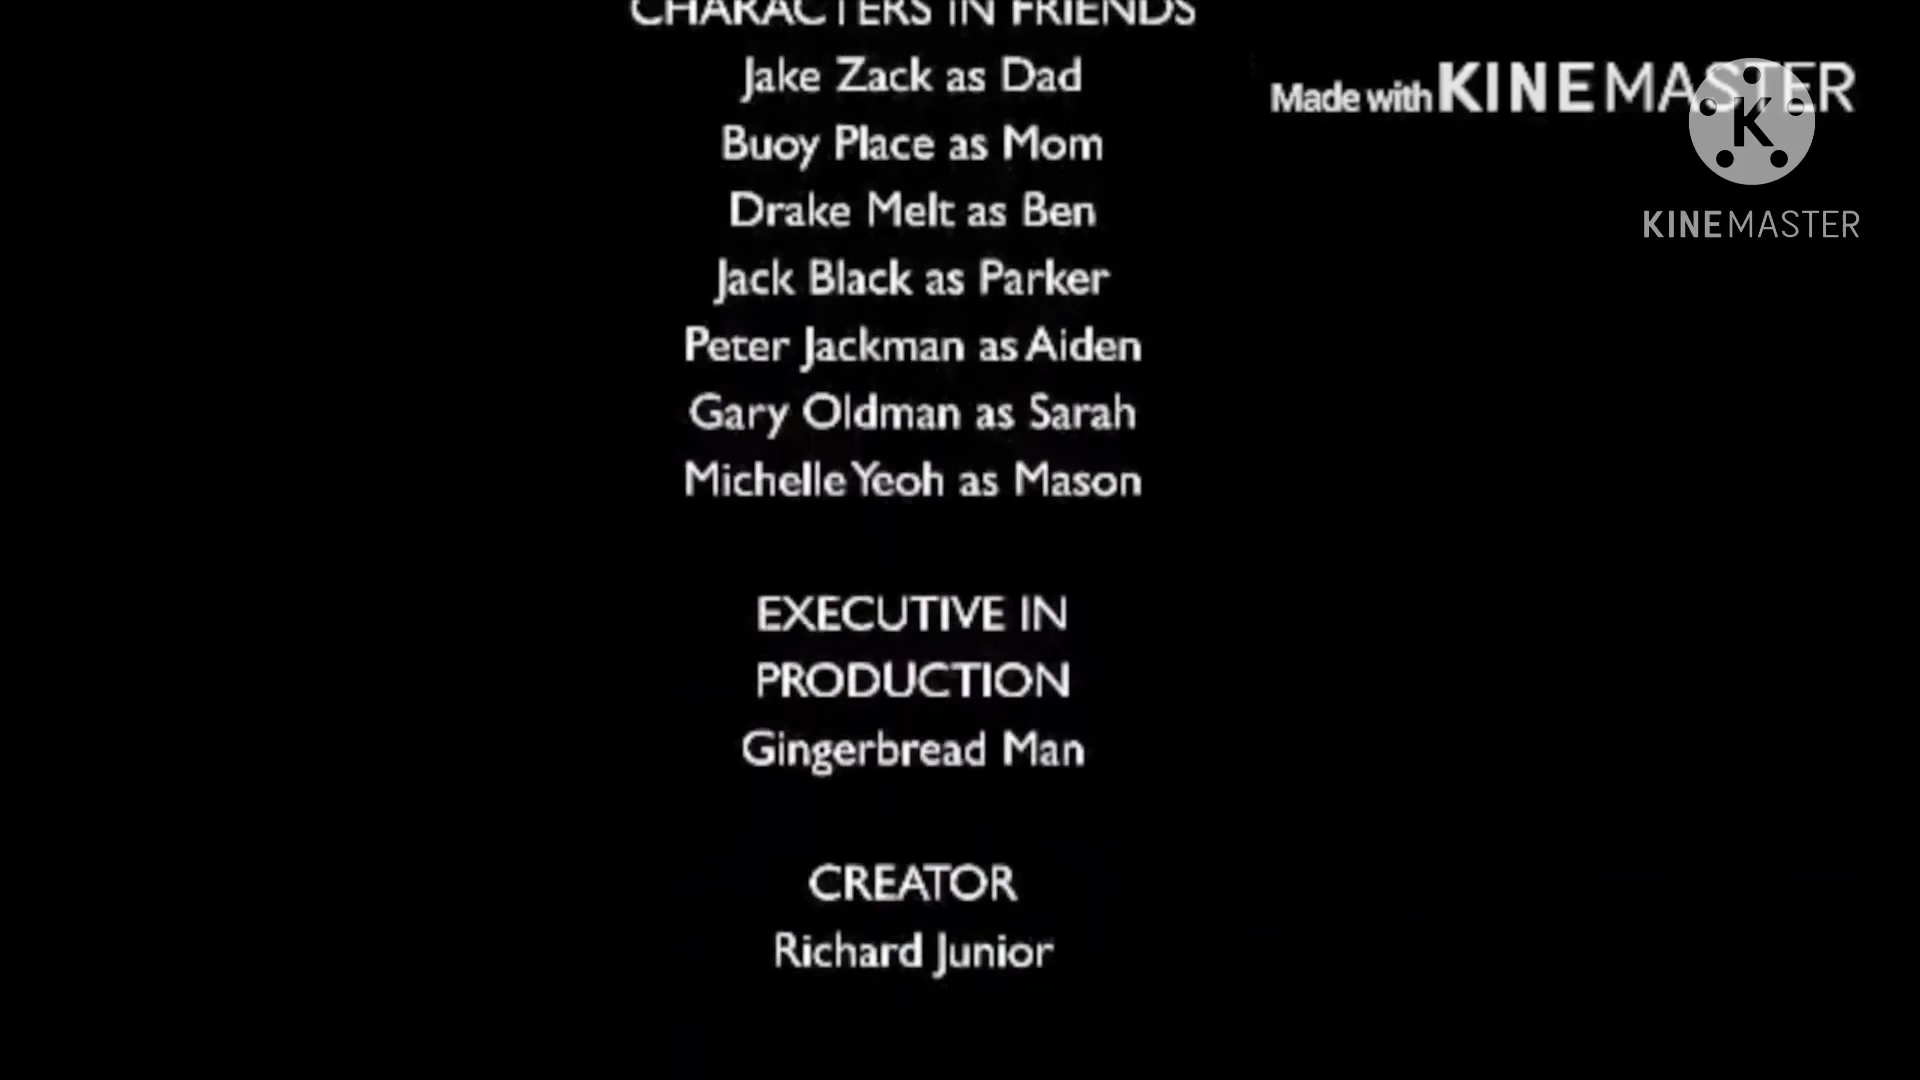 CHARACTERS IN FRIENDS
Jake Zack as Dad
Made with KINEMASTER
Buoy Place as Mom
K
Drake Melt as Ben
KINEMASTER
Jack Black as Parker
Peter Jackman as Aiden
Gary Oldman as Sarah
Michelle Yeoh as Mason
EXECUTIVE IN
PRODUCTION
Gingerbread Man
CREATOR
Richard Junior